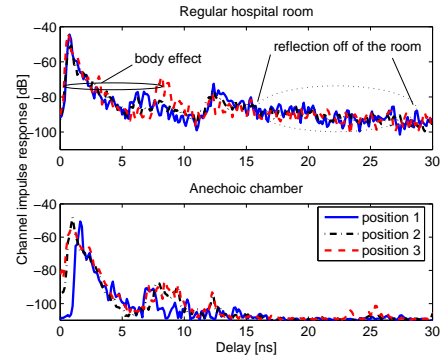 Regular hospital room
−40
−60
−80
−100
body effect
reflection off of the room
0 5 10 15 20 25 30
Delay [ns]
Channel impulse response [dB]
Anechoic chamber
−40
−60
−80
−100
position 1
position 2
position 3
0 5 10 15 20 25 30
Delay [ns]